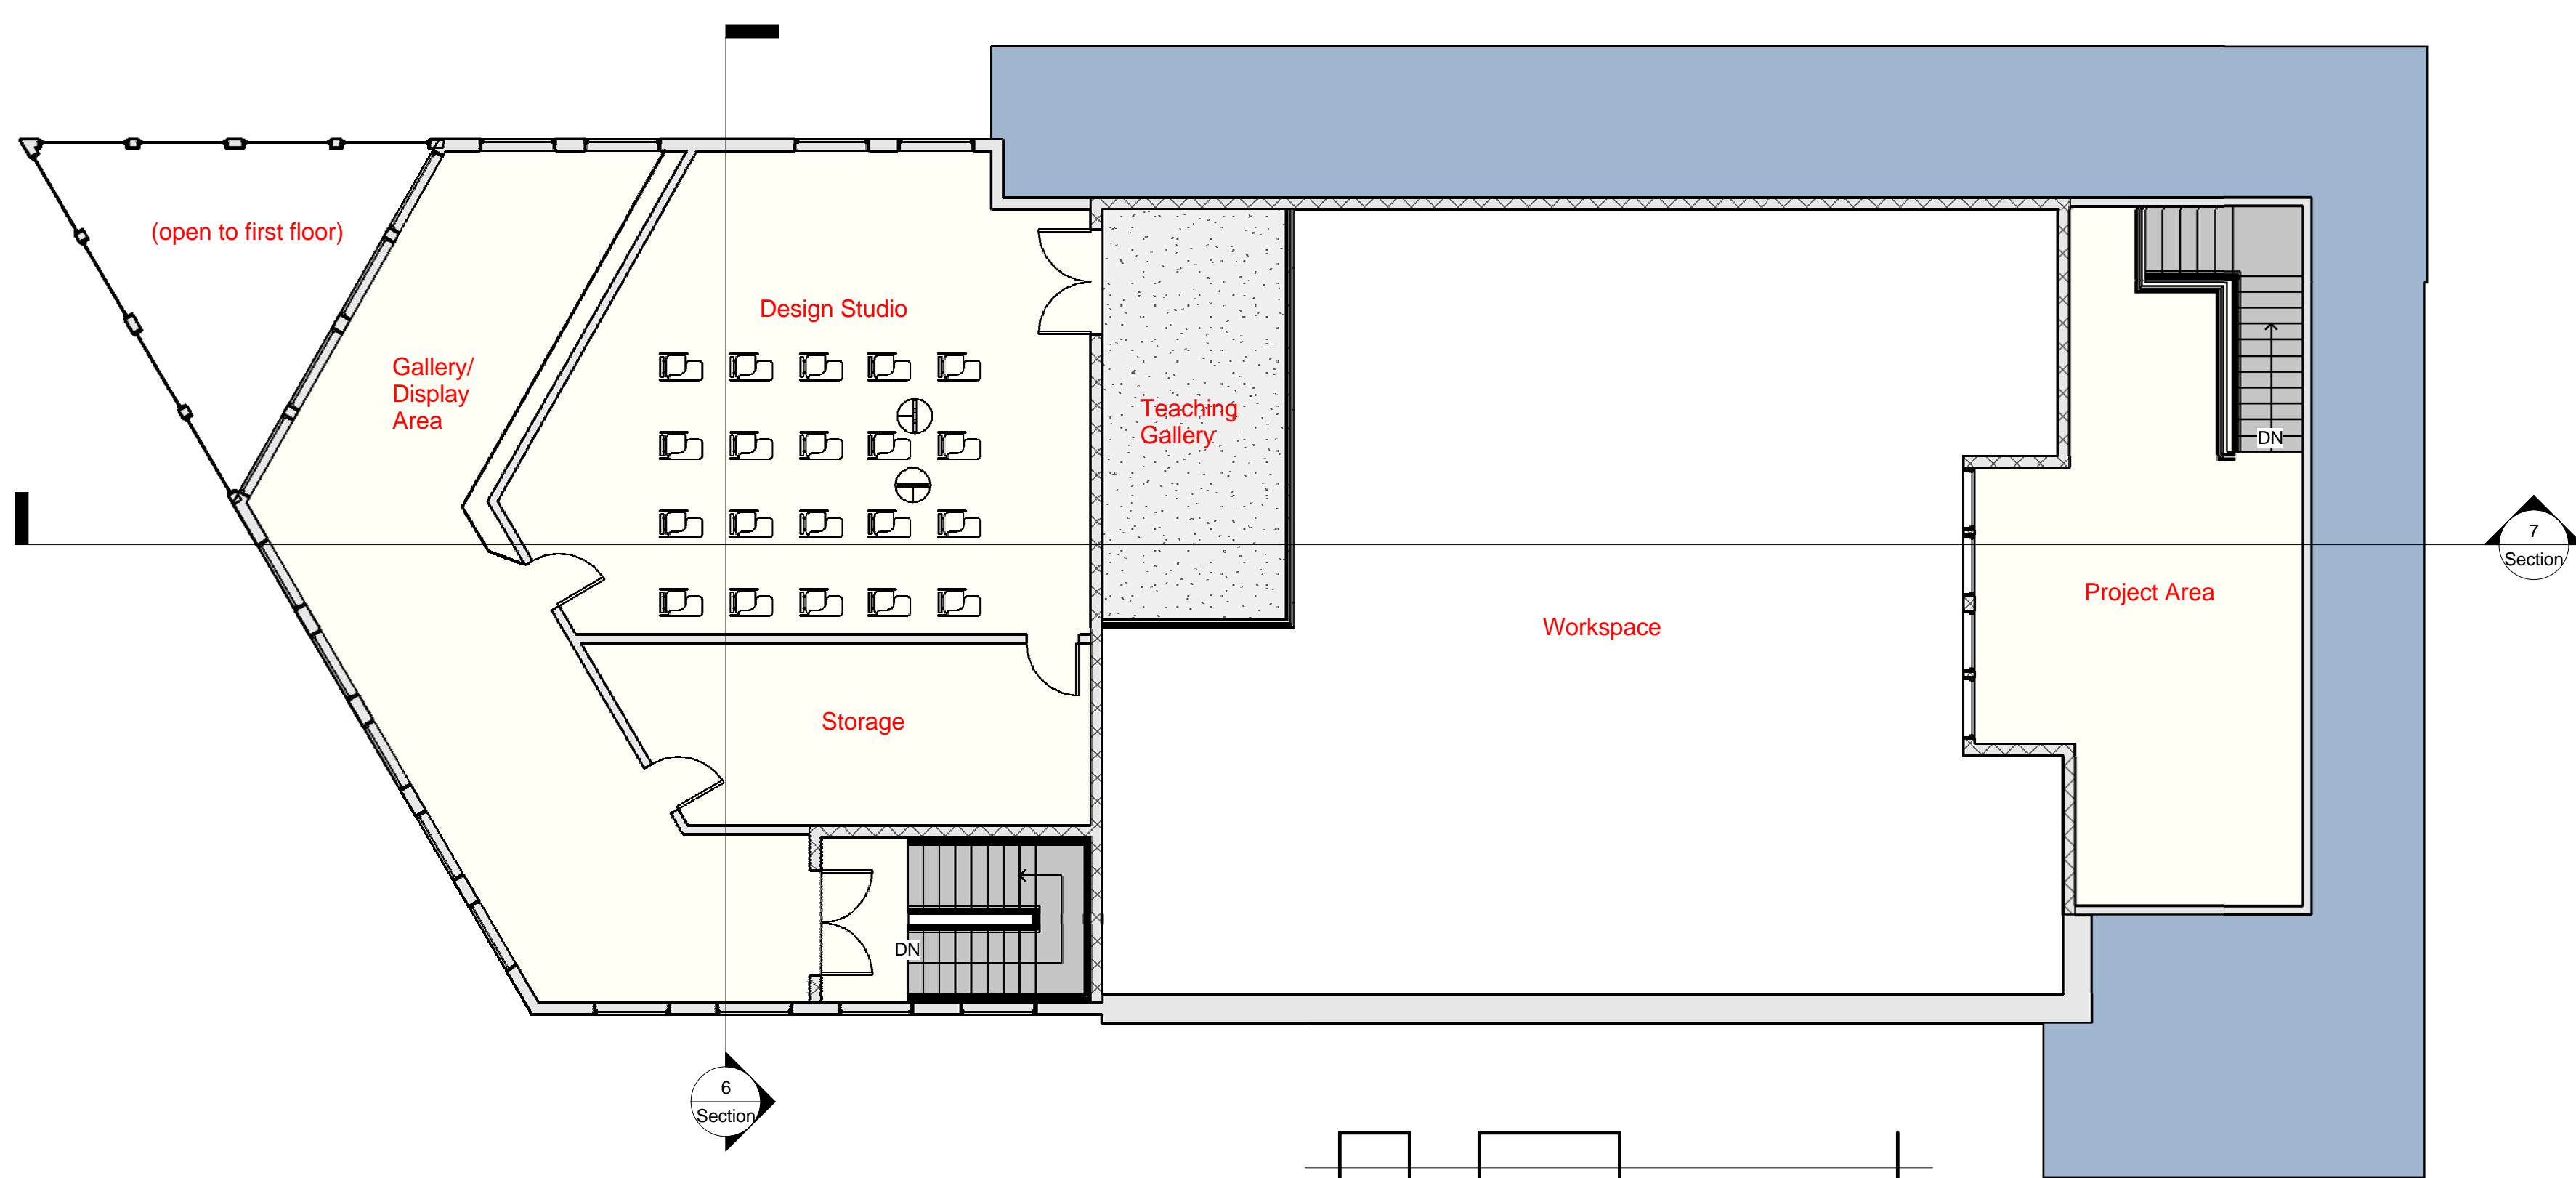 (open to first floor)
Design Studio
Gallery/
Display
Area
Teaching
Gallery
DN
7
Section
Project Area
Workspace
Storage
DN
6
Section